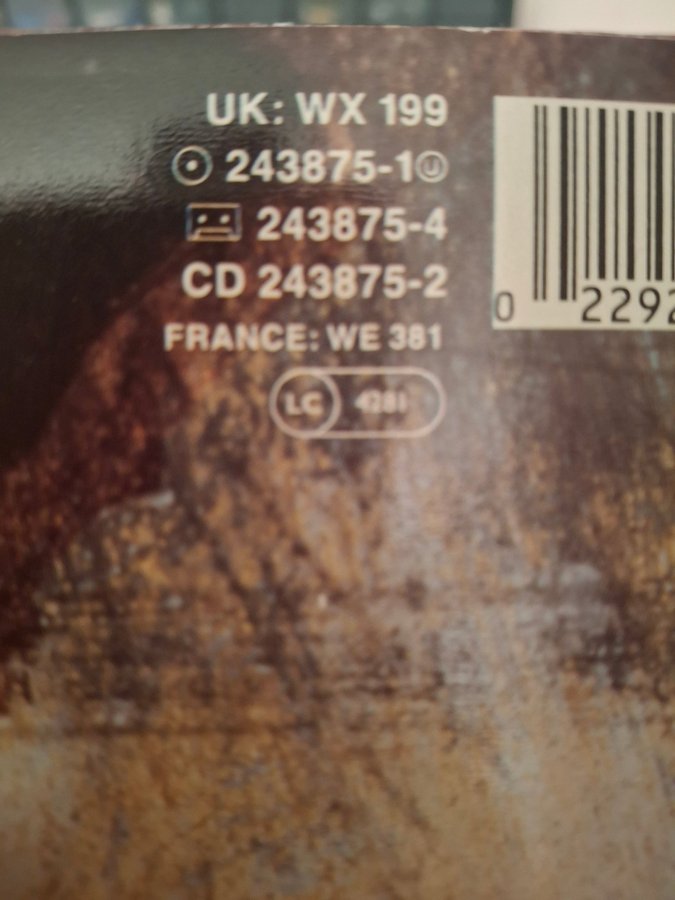 UK: WX 199
243875-1 Ⓤ
243875-4
CD 243875-2
FRANCE: WE 381
LC 4281
0 2292